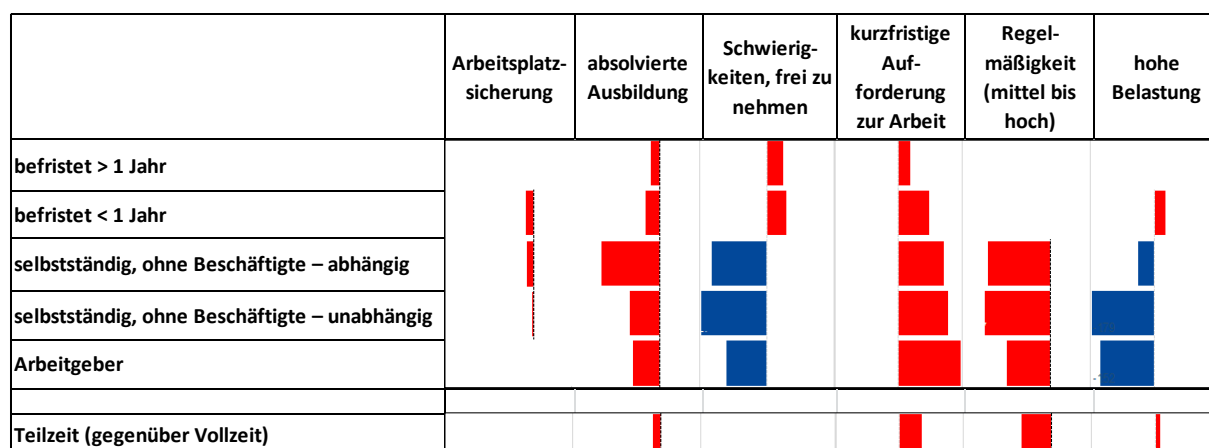 Arbeitsplatz-
sicherung
absolvierte
Ausbildung
Schwierig-
keiten, frei zu
nehmen
kurzfristige
Auf-
forderung
zur Arbeit
Regel-
mäßigkeit
(mittel bis
hoch)
hohe
Belastung
befristet > 1 Jahr
befristet < 1 Jahr
selbstständig, ohne Beschäftigte – abhängig
selbstständig, ohne Beschäftigte – unabhängig
Arbeitgeber
Teilzeit (gegenüber Vollzeit)